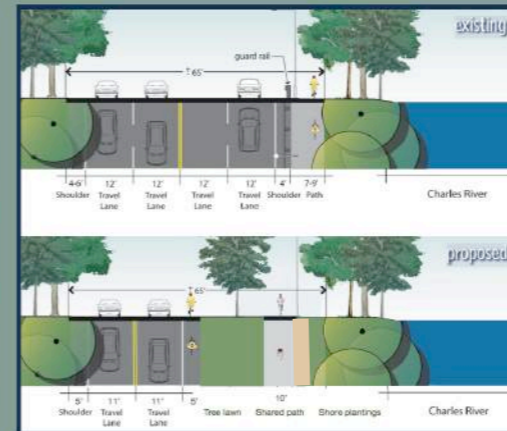 existing
guard rail
65'
4-6' 12' 12' 12' 12' 4' 7-9'
Shoulder Travel Travel Travel Travel Shoulder Path Charles River
Lane Lane Lane Lane
proposed
65'
5' 11' 11' 5' 10'
Shoulder Travel Travel Tree lawn Shared path Shore plantings Charles River
Lane Lane